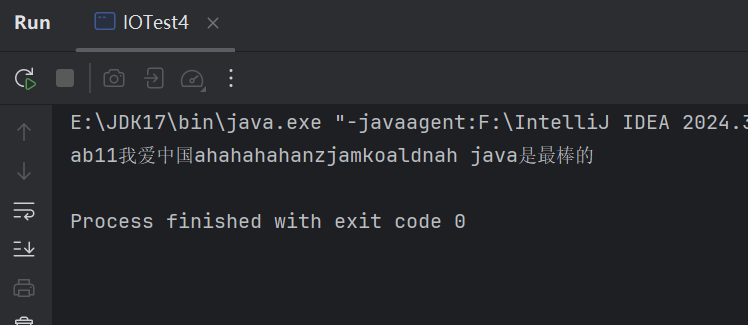 Run IOTest4
E:\JDK17\bin\java.exe "-javaagent:F:\IntelliJ IDEA 2024.3
ab11我爱中国ahahahahanzjamkoaldnah java是最棒的
Process finished with exit code 0